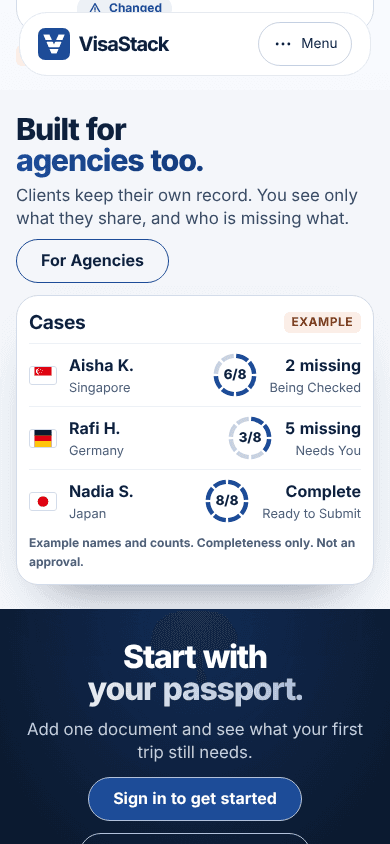 Changed
VisaStack
Menu
Built for
agencies too.
Clients keep their own record. You see only
what they share, and who is missing what.
For Agencies
Cases
EXAMPLE
Aisha K.
Singapore
6/8
2 missing
Being Checked
Rafi H.
Germany
3/8
5 missing
Needs You
Nadia S.
Japan
8/8
Complete
Ready to Submit
Example names and counts. Completeness only. Not an
approval.
Start with
your passport.
Add one document and see what your first
trip still needs.
Sign in to get started